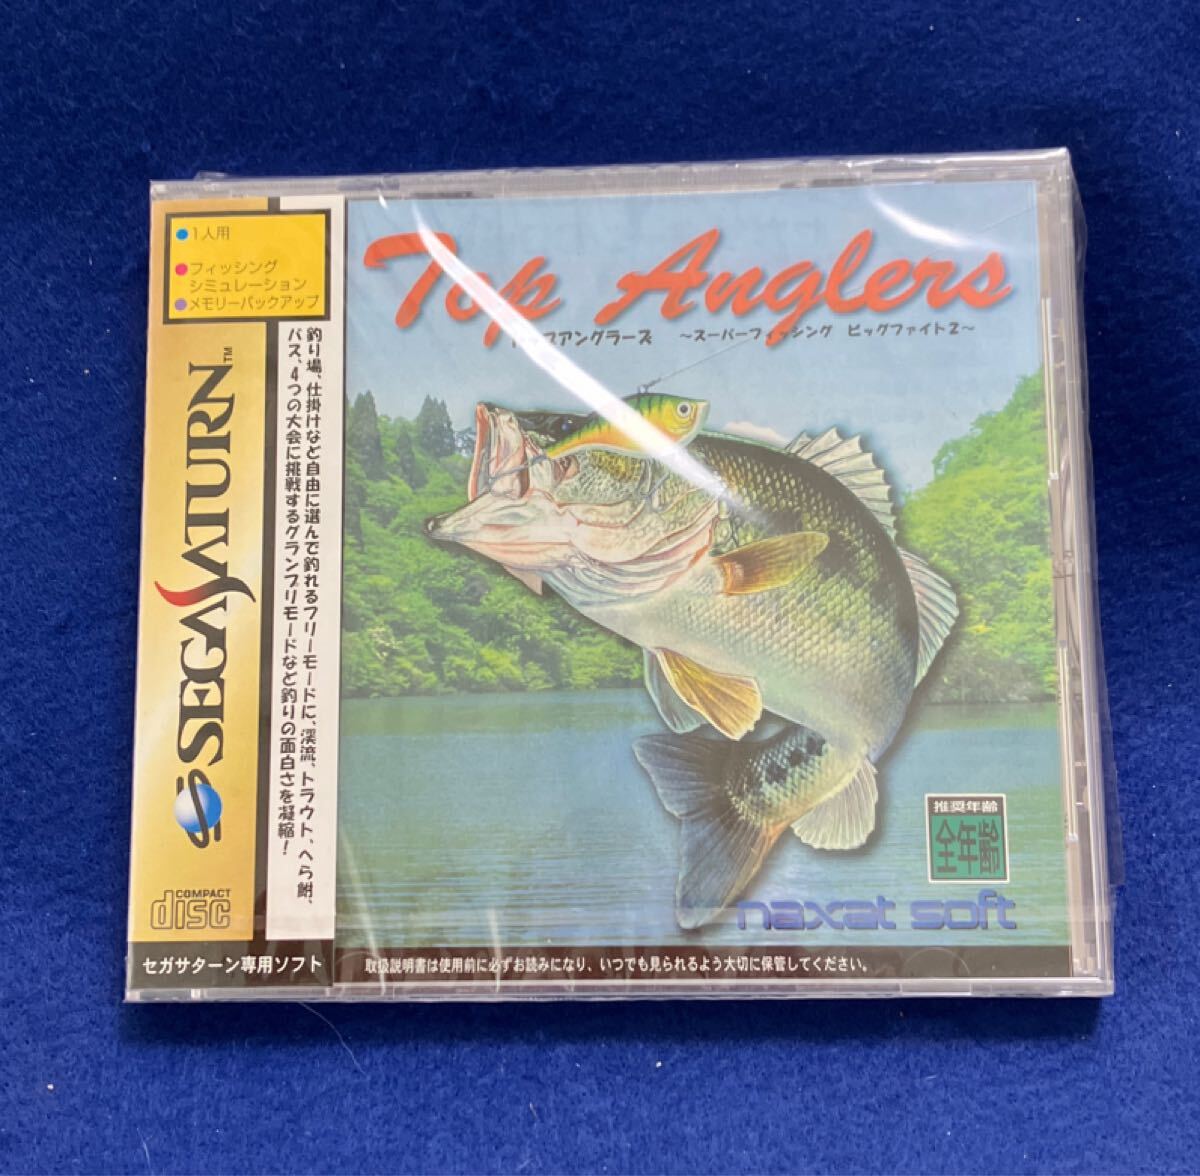 ●1人用
●フィッシング
シミュレーション
●メモリーバックアップ
釣り場、仕掛けなど自由に選んで釣れるフリーモードに、渓流、トラウト、へら鮒、
バス、4つの大会に挑戦するグランプリモードなど釣りの面白さを凝縮!
SEGA SATURN™
COMPACT
disc
セガサターン専用ソフト
Top Anglers
トップアングラーズ ～スーパーフィッシング ビッグファイト2～
推奨年齢
全年齢
naxat soft
取扱説明書は使用前に必ずお読みになり、いつでも見られるよう大切に保管してください。